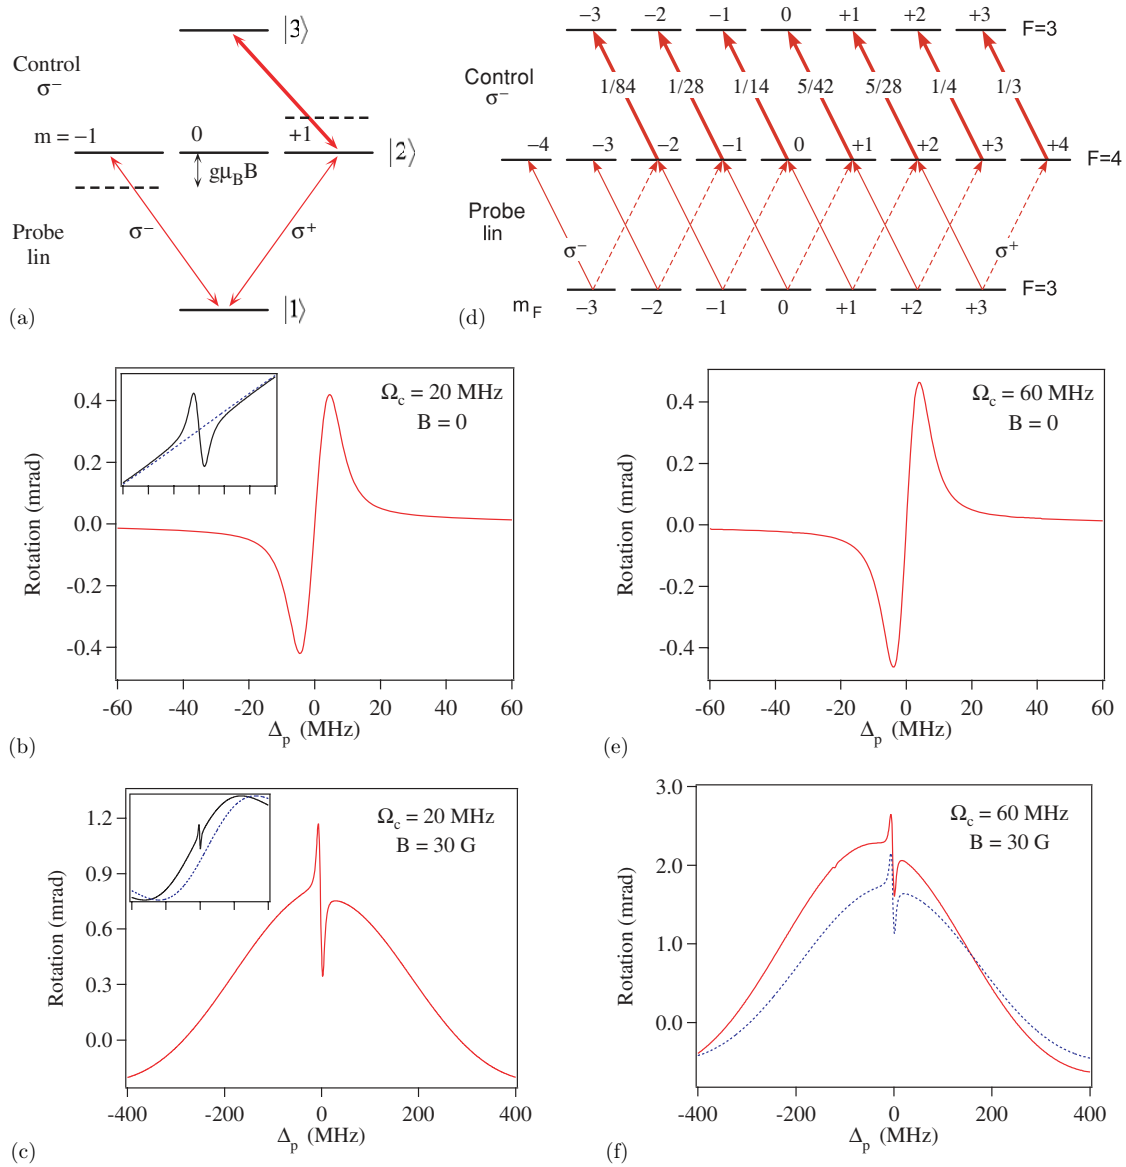 |3⟩
Control
σ−
m = −1
0
+1
|2⟩
gμBB
Probe
lin
σ−
σ+
|1⟩
(a)
−3 −2 −1 0 +1 +2 +3 F=3
Control
σ−
1/84 1/28 1/14 5/42 5/28 1/4 1/3
−4 −3 −2 −1 0 +1 +2 +3 +4 F=4
Probe
lin
σ−
σ+
mF −3 −2 −1 0 +1 +2 +3 F=3
(d)
Ωc = 20 MHz
B = 0
0.4
0.2
0.0
-0.2
-0.4
Rotation (mrad)
-60 -40 -20 0 20 40 60
Δp (MHz)
(b)
Ωc = 60 MHz
B = 0
0.4
0.2
0.0
-0.2
-0.4
Rotation (mrad)
-60 -40 -20 0 20 40 60
Δp (MHz)
(e)
Ωc = 20 MHz
B = 30 G
1.2
0.9
0.6
0.3
0.0
Rotation (mrad)
-400 -200 0 200 400
Δp (MHz)
(c)
Ωc = 60 MHz
B = 30 G
3.0
2.0
1.0
0.0
Rotation (mrad)
-400 -200 0 200 400
Δp (MHz)
(f)